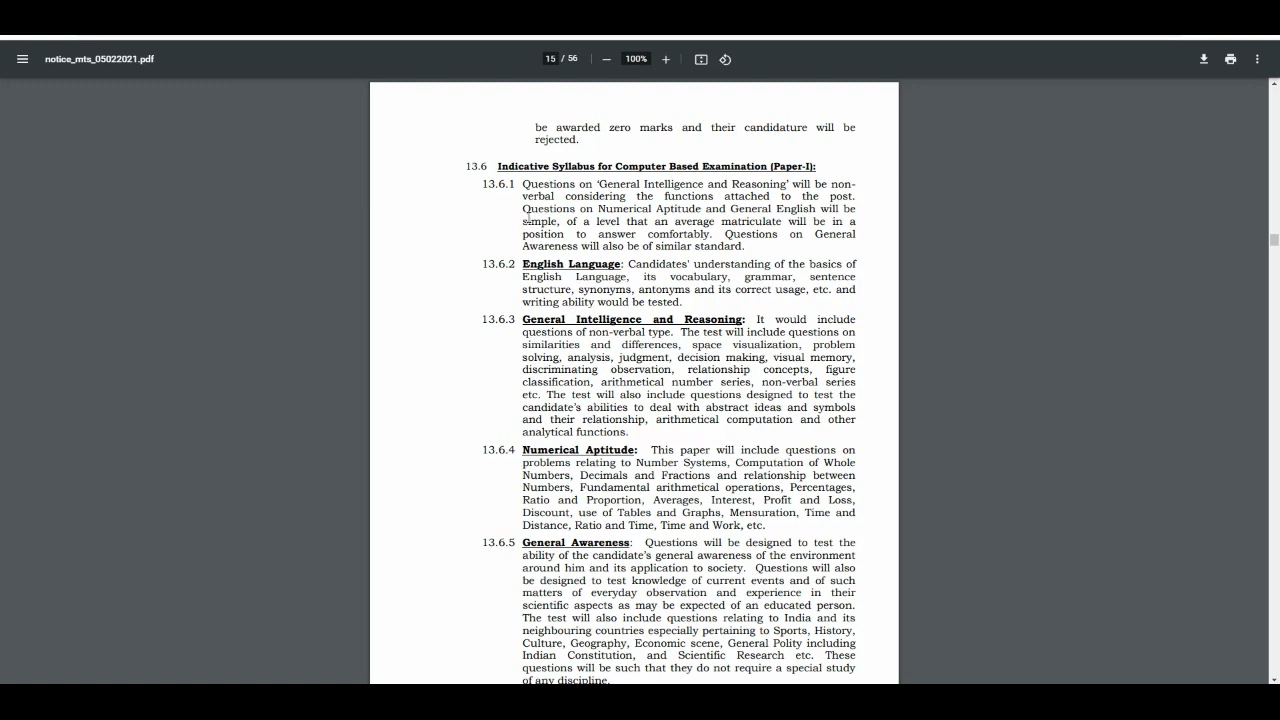 notice_mts_05022021.pdf
15 / 56
100%
be awarded zero marks and their candidature will be
rejected.
13.6 Indicative Syllabus for Computer Based Examination (Paper-I):
13.6.1 Questions on ‘General Intelligence and Reasoning’ will be non-
verbal considering the functions attached to the post.
Questions on Numerical Aptitude and General English will be
simple, of a level that an average matriculate will be in a
position to answer comfortably. Questions on General
Awareness will also be of similar standard.
13.6.2 English Language: Candidates' understanding of the basics of
English Language, its vocabulary, grammar, sentence
structure, synonyms, antonyms and its correct usage, etc. and
writing ability would be tested.
13.6.3 General Intelligence and Reasoning: It would include
questions of non-verbal type. The test will include questions on
similarities and differences, space visualization, problem
solving, analysis, judgment, decision making, visual memory,
discriminating observation, relationship concepts, figure
classification, arithmetical number series, non-verbal series
etc. The test will also include questions designed to test the
candidate’s abilities to deal with abstract ideas and symbols
and their relationship, arithmetical computation and other
analytical functions.
13.6.4 Numerical Aptitude: This paper will include questions on
problems relating to Number Systems, Computation of Whole
Numbers, Decimals and Fractions and relationship between
Numbers, Fundamental arithmetical operations, Percentages,
Ratio and Proportion, Averages, Interest, Profit and Loss,
Discount, use of Tables and Graphs, Mensuration, Time and
Distance, Ratio and Time, Time and Work, etc.
13.6.5 General Awareness: Questions will be designed to test the
ability of the candidate’s general awareness of the environment
around him and its application to society. Questions will also
be designed to test knowledge of current events and of such
matters of everyday observation and experience in their
scientific aspects as may be expected of an educated person.
The test will also include questions relating to India and its
neighbouring countries especially pertaining to Sports, History,
Culture, Geography, Economic scene, General Polity including
Indian Constitution, and Scientific Research etc. These
questions will be such that they do not require a special study
of any discipline.